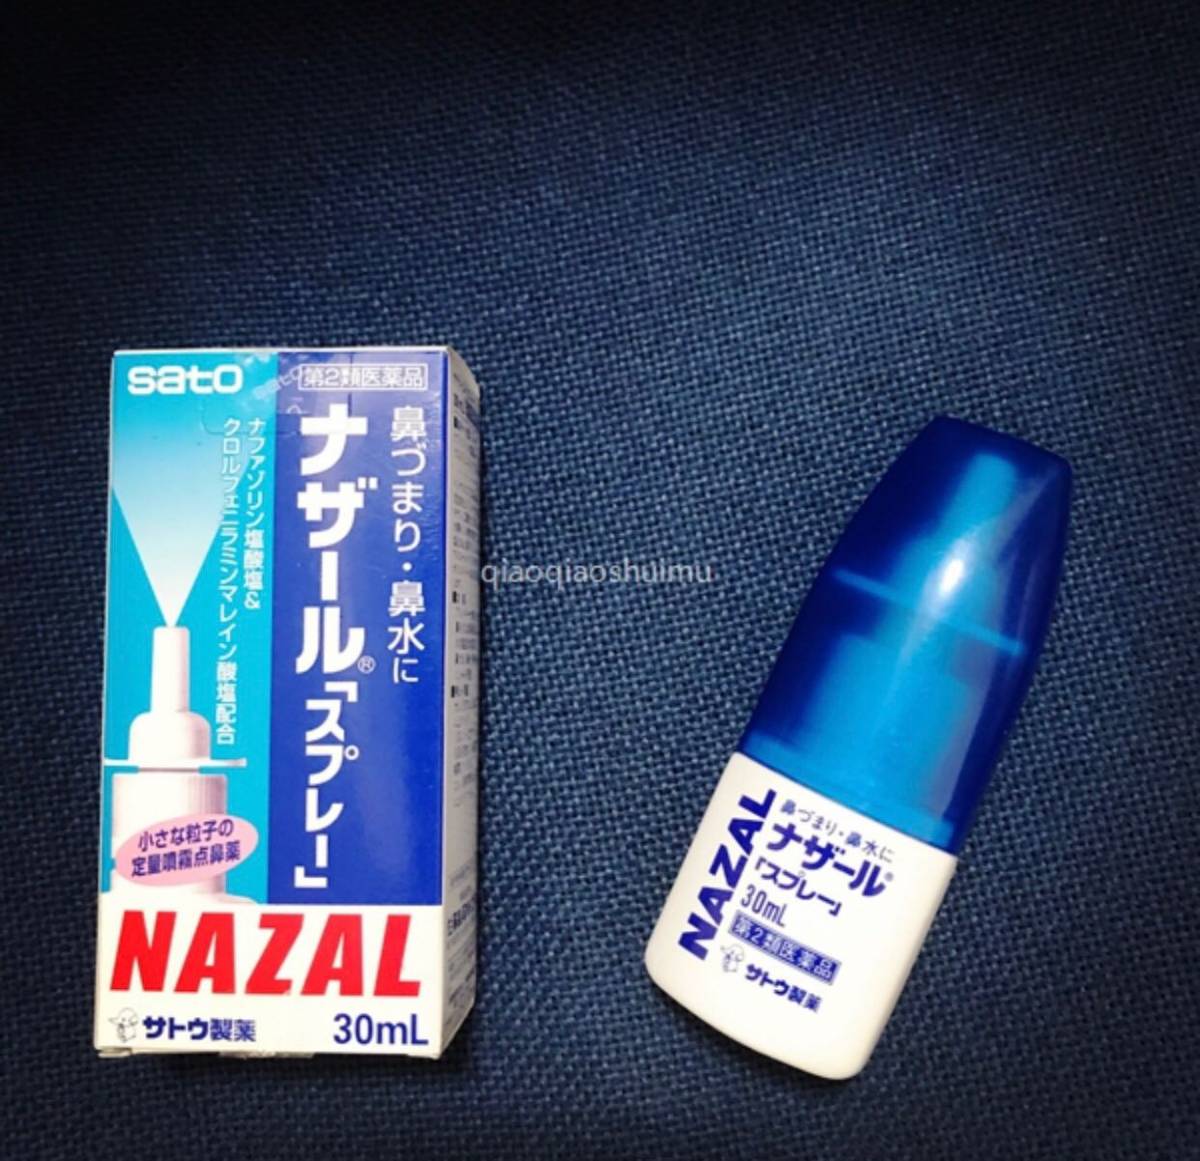 sato
第2類医薬品
鼻づまり・鼻水に
ナザール®「スプレー」
ナファゾリン塩酸塩&
クロルフェニラミンマレイン酸塩配合
小さな粒子の
定量噴霧点鼻薬
NAZAL
サトウ製薬
30mL
qiaoqiaoshuimu
NAZAL
鼻づまり・鼻水に
ナザール®
「スプレー」
30mL
第2類医薬品
サトウ製薬